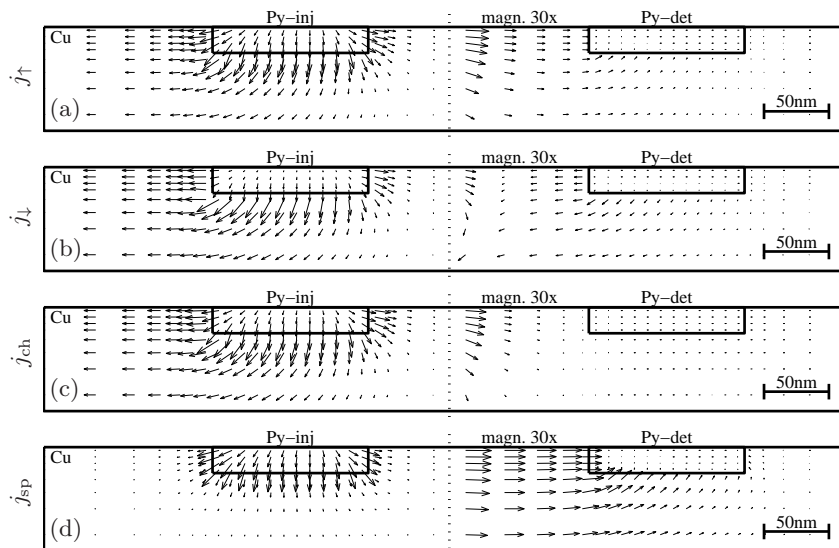 Py-inj magn. 30x Py-det
Cu
j↑
(a)
50nm
Py-inj magn. 30x Py-det
Cu
j↓
(b)
50nm
Py-inj magn. 30x Py-det
Cu
jch
(c)
50nm
Py-inj magn. 30x Py-det
Cu
jsp
(d)
50nm